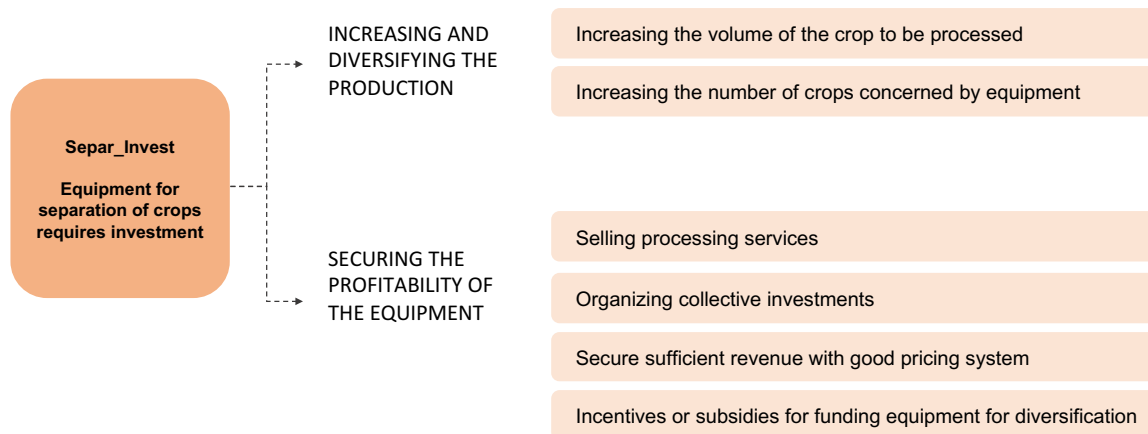 Separ_Invest
Equipment for
separation of crops
requires investment
INCREASING AND
DIVERSIFYING THE
PRODUCTION
Increasing the volume of the crop to be processed
Increasing the number of crops concerned by equipment
SECURING THE
PROFITABILITY OF
THE EQUIPMENT
Selling processing services
Organizing collective investments
Secure sufficient revenue with good pricing system
Incentives or subsidies for funding equipment for diversification